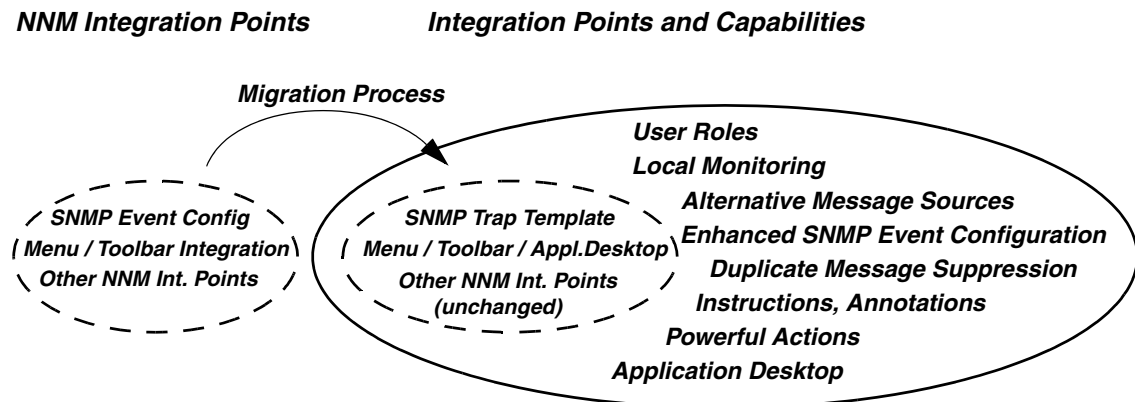 NNM Integration Points
Integration Points and Capabilities
Migration Process
SNMP Event Config
Menu / Toolbar Integration
Other NNM Int. Points
SNMP Trap Template
Menu / Toolbar / Appl.Desktop
Other NNM Int. Points
(unchanged)
User Roles
Local Monitoring
Alternative Message Sources
Enhanced SNMP Event Configuration
Duplicate Message Suppression
Instructions, Annotations
Powerful Actions
Application Desktop